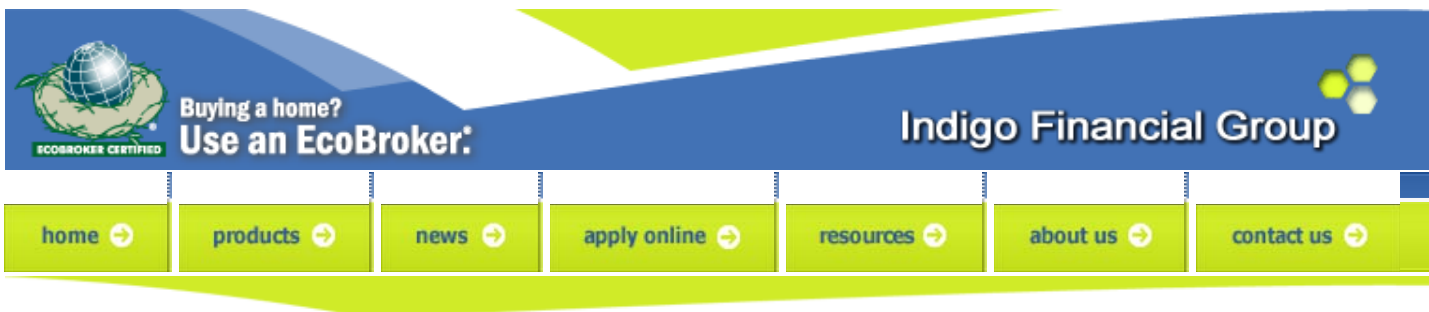 Buying a home?
Use an EcoBroker.
ECOBROKER CERTIFIED
Indigo Financial Group
home
products
news
apply online
resources
about us
contact us